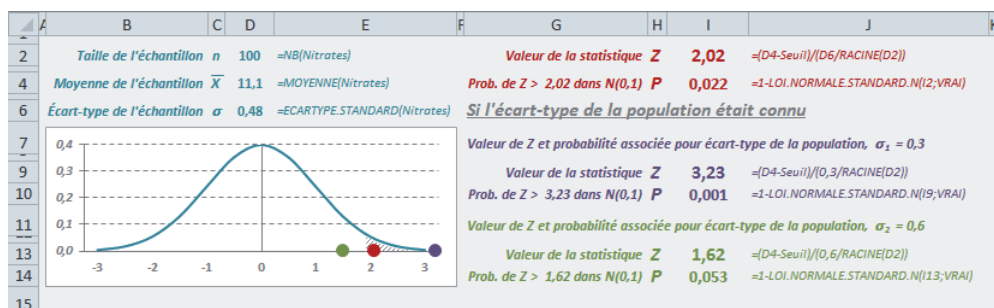 A B C D E F G H I J K
2 Taille de l'échantillon n 100 =NB(Nitrates) Valeur de la statistique Z 2,02 =(D4-Seuil)/(D6/RACINE(D2))
4 Moyenne de l'échantillon X̄ 11,1 =MOYENNE(Nitrates) Prob. de Z > 2,02 dans N(0,1) P 0,022 =1-LOI.NORMALE.STANDARD.N(I2;VRAI)
6 Écart-type de l'échantillon σ 0,48 =ECARTYPE.STANDARD(Nitrates) Si l'écart-type de la population était connu
7 Valeur de Z et probabilité associée pour écart-type de la population, σ₁ = 0,3
9 Valeur de la statistique Z 3,23 =(D4-Seuil)/(0,3/RACINE(D2))
10 Prob. de Z > 3,23 dans N(0,1) P 0,001 =1-LOI.NORMALE.STANDARD.N(I9;VRAI)
11 Valeur de Z et probabilité associée pour écart-type de la population, σ₂ = 0,6
13 Valeur de la statistique Z 1,62 =(D4-Seuil)/(0,6/RACINE(D2))
14 Prob. de Z > 1,62 dans N(0,1) P 0,053 =1-LOI.NORMALE.STANDARD.N(I13;VRAI)
15
0,4
0,3
0,2
0,1
0,0
-3 -2 -1 0 1 2 3